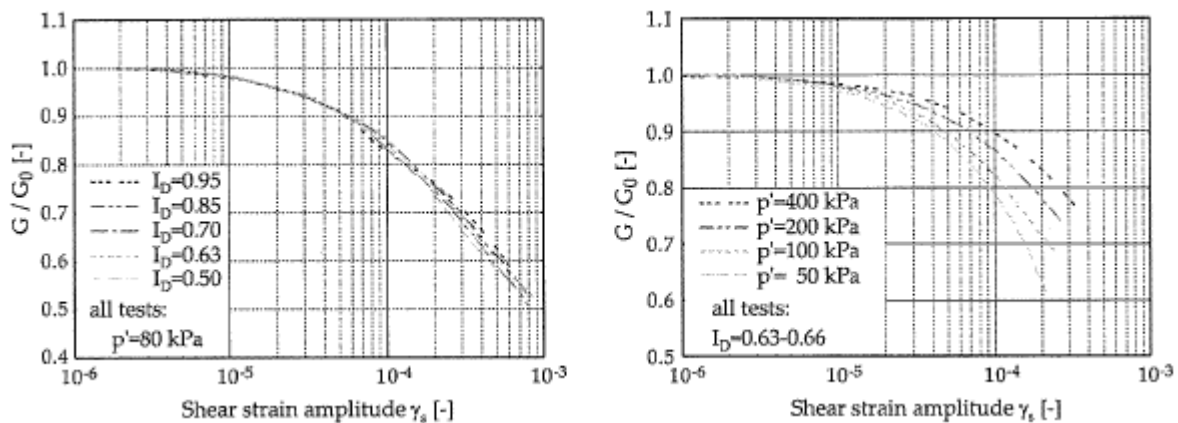 1.1
1.0
0.9
0.8
0.7
0.6
0.5
0.4
G / G0 [-]
I_D=0.95
I_D=0.85
I_D=0.70
I_D=0.63
I_D=0.50
all tests:
p'=80 kPa
10^-6
10^-5
10^-4
10^-3
Shear strain amplitude γ_s [-]
1.1
1.0
0.9
0.8
0.7
0.6
0.5
G / G0 [-]
p'=400 kPa
p'=200 kPa
p'=100 kPa
p'= 50 kPa
all tests:
I_D=0.63-0.66
10^-6
10^-5
10^-4
10^-3
Shear strain amplitude γ_s [-]